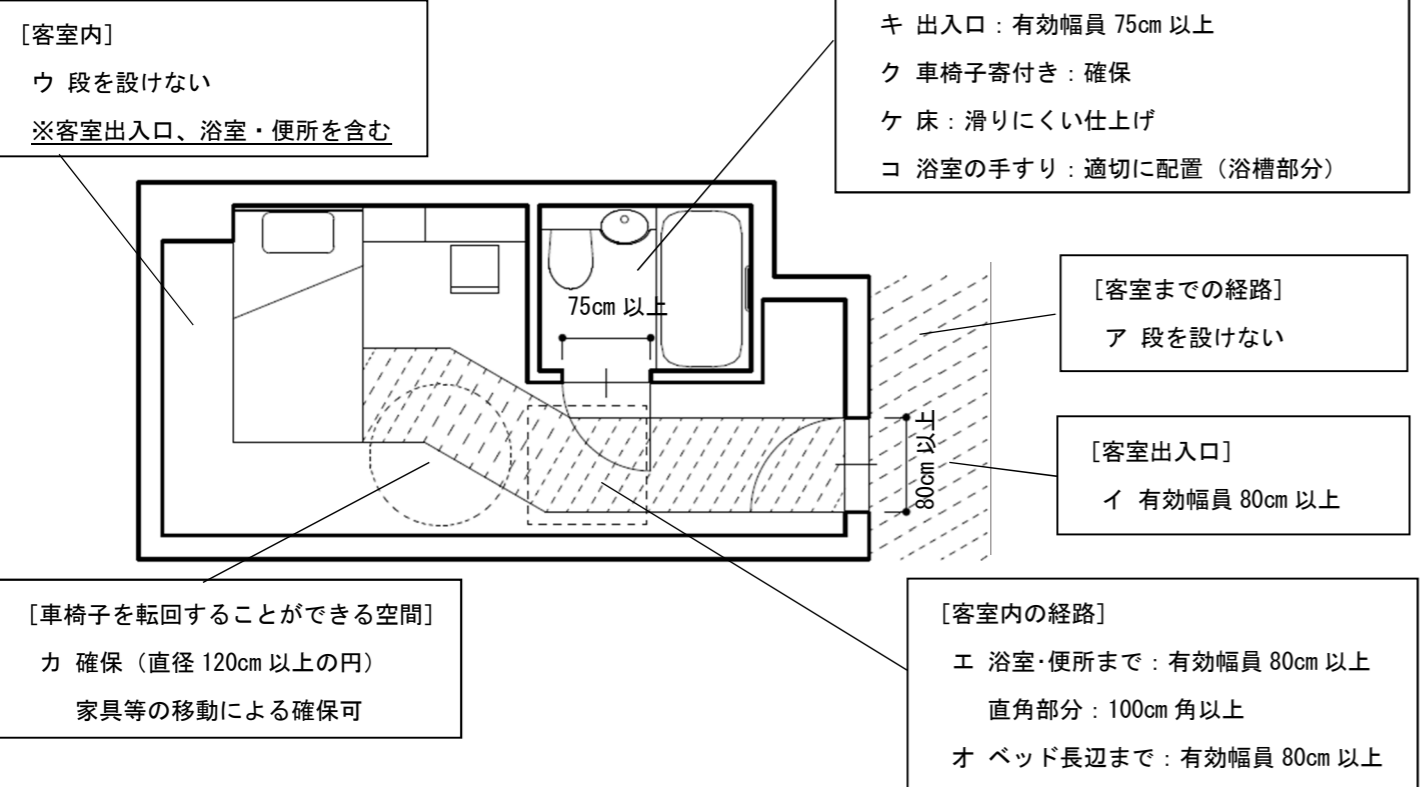 [客室内]
ウ 段を設けない
※客室出入口、浴室・便所を含む
キ 出入口：有効幅員 75cm 以上
ク 車椅子寄付き：確保
ケ 床：滑りにくい仕上げ
コ 浴室の手すり：適切に配置（浴槽部分）
75cm 以上
[客室までの経路]
ア 段を設けない
80cm 以上
[客室出入口]
イ 有効幅員 80cm 以上
[車椅子を転回することができる空間]
カ 確保（直径 120cm 以上の円）
家具等の移動による確保可
[客室内の経路]
エ 浴室･便所まで：有効幅員 80cm 以上
直角部分：100cm 角以上
オ ベッド長辺まで：有効幅員 80cm 以上